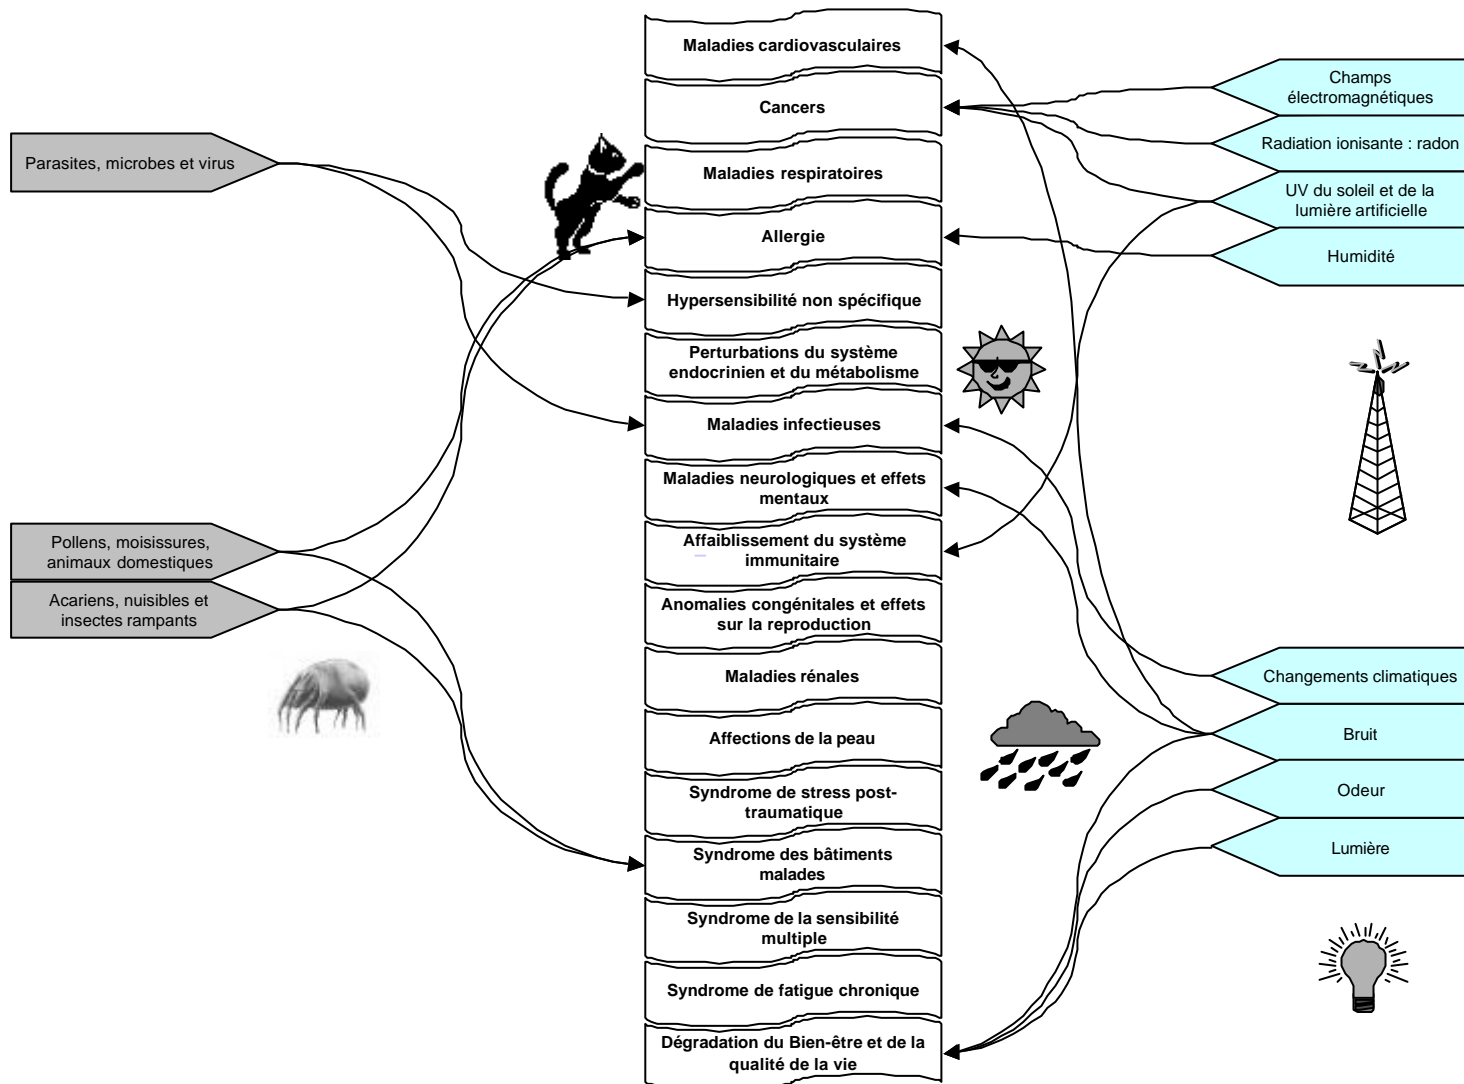 Parasites, microbes et virus
Pollens, moisissures,
animaux domestiques
Acariens, nuisibles et
insectes rampants
Maladies cardiovasculaires
Cancers
Maladies respiratoires
Allergie
Hypersensibilité non spécifique
Perturbations du système
endocrinien et du métabolisme
Maladies infectieuses
Maladies neurologiques et effets
mentaux
Affaiblissement du système
immunitaire
Anomalies congénitales et effets
sur la reproduction
Maladies rénales
Affections de la peau
Syndrome de stress post-
traumatique
Syndrome des bâtiments
malades
Syndrome de la sensibilité
multiple
Syndrome de fatigue chronique
Dégradation du Bien-être et de la
qualité de la vie
Champs
électromagnétiques
Radiation ionisante : radon
UV du soleil et de la
lumière artificielle
Humidité
Changements climatiques
Bruit
Odeur
Lumière